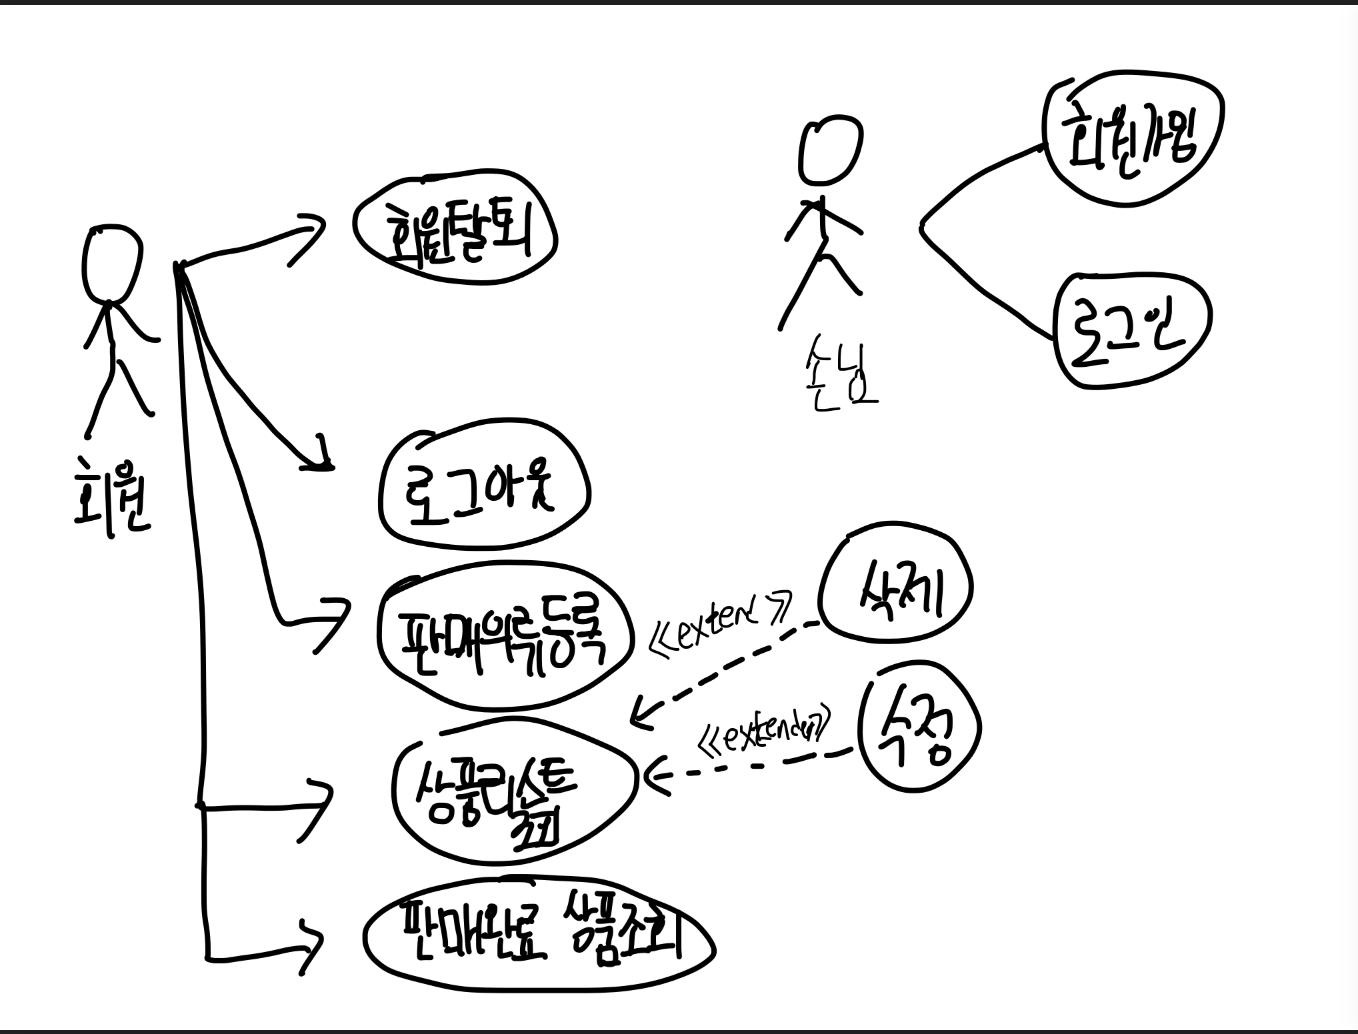 회원가입
회원탈퇴
로그인
손님
회원
로그아웃
삭제
<<extend>>
판매의류등록
수정
<<extend>>
상품리스트
조회
판매완료 상품조회